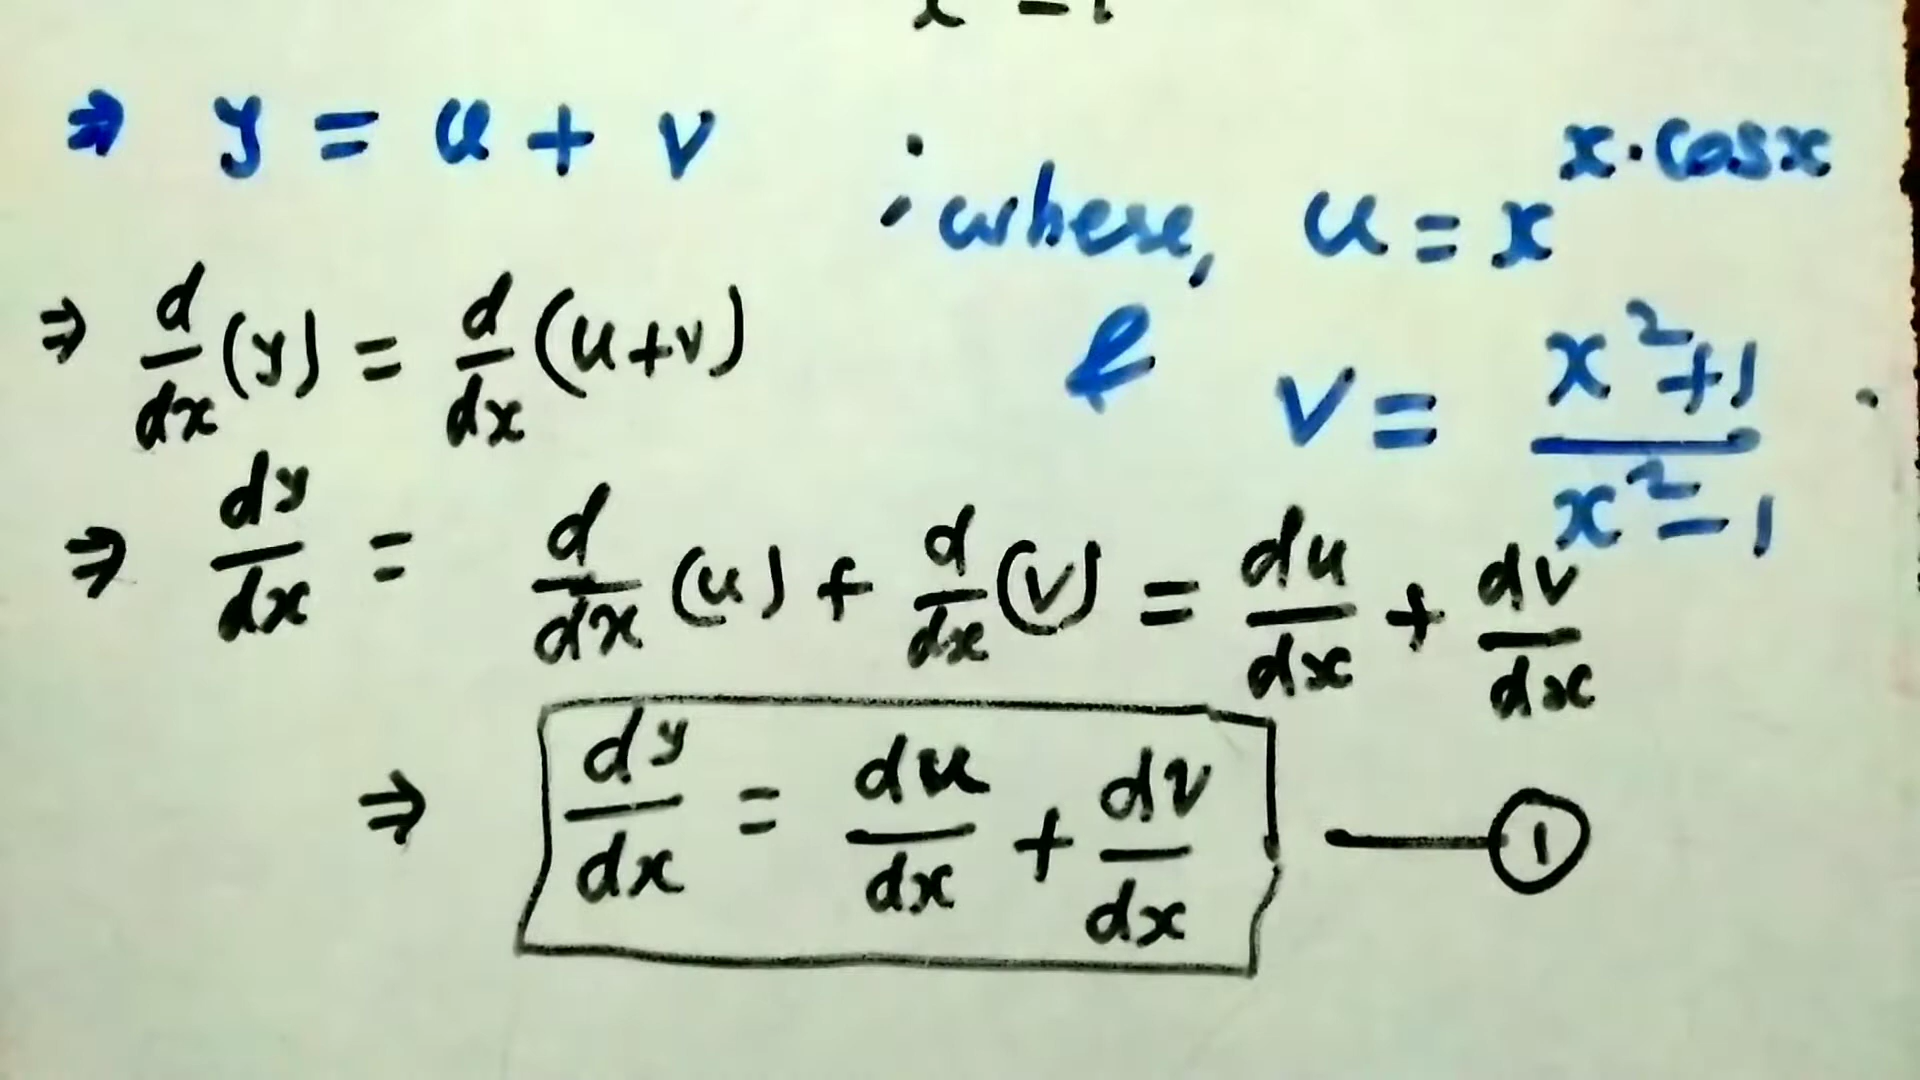 ⇒ y = u + v ; where, u = x^{x·cosx}
⇒ d/dx (y) = d/dx (u+v) & v = (x²+1)/(x²-1)
⇒ dy/dx = d/dx (u) + d/dx (v) = du/dx + dv/dx
⇒ dy/dx = du/dx + dv/dx — ①